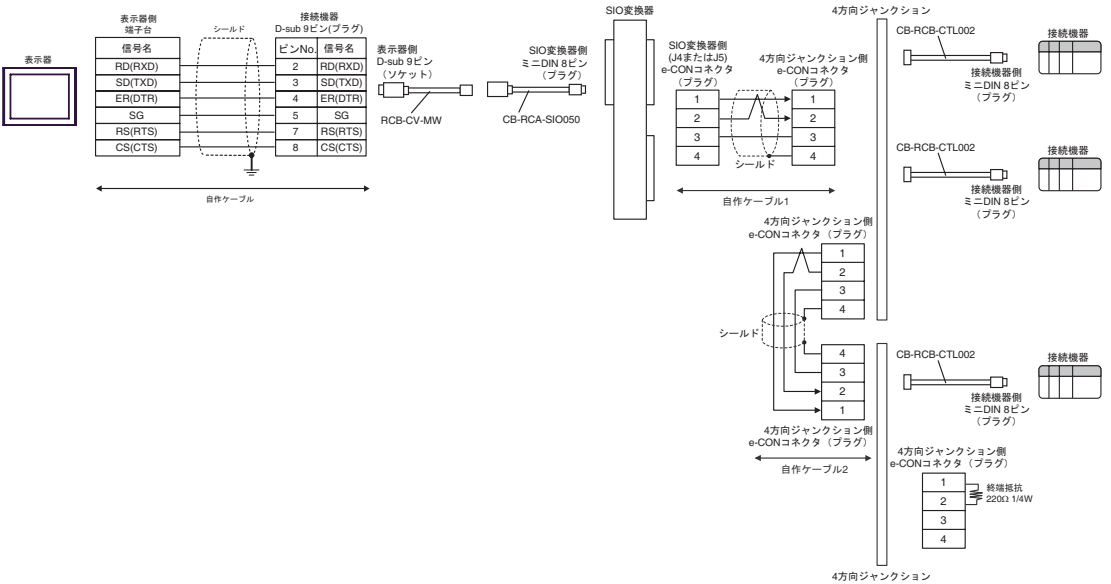 表示器
表示器側
端子台
シールド
接続機器
D-sub 9ピン(プラグ)
信号名
ピンNo.
信号名
RD(RXD)
2
RD(RXD)
SD(TXD)
3
SD(TXD)
ER(DTR)
4
ER(DTR)
SG
5
SG
RS(RTS)
7
RS(RTS)
CS(CTS)
8
CS(CTS)
自作ケーブル
表示器側
D-sub 9ピン
（ソケット）
RCB-CV-MW
SIO変換器側
ミニDIN 8ピン
（プラグ）
CB-RCA-SIO050
SIO変換器
SIO変換器側
(J4またはJ5)
e-CONコネクタ
（プラグ）
1
2
3
4
シールド
4方向ジャンクション側
e-CONコネクタ
（プラグ）
1
2
3
4
自作ケーブル1
4方向ジャンクション
CB-RCB-CTL002
接続機器側
ミニDIN 8ピン
（プラグ）
接続機器
CB-RCB-CTL002
接続機器側
ミニDIN 8ピン
（プラグ）
接続機器
4方向ジャンクション側
e-CONコネクタ（プラグ）
1
2
3
4
シールド
4
3
2
1
4方向ジャンクション側
e-CONコネクタ（プラグ）
自作ケーブル2
CB-RCB-CTL002
接続機器側
ミニDIN 8ピン
（プラグ）
接続機器
4方向ジャンクション側
e-CONコネクタ（プラグ）
1
2
3
4
終端抵抗
220Ω 1/4W
4方向ジャンクション